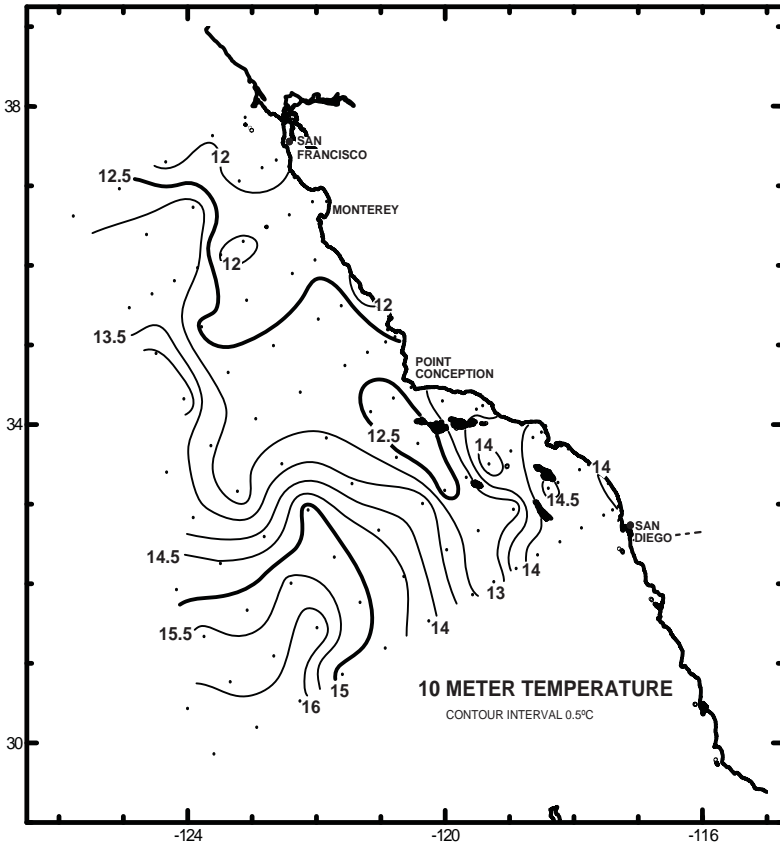 38
SAN
FRANCISCO
12
12.5
MONTEREY
12
12
13.5
POINT
CONCEPTION
34
12.5
14
14
14.5
SAN
DIEGO
14.5
14
13
14
15.5
15
16
10 METER TEMPERATURE
CONTOUR INTERVAL 0.5ºC
30
-124
-120
-116